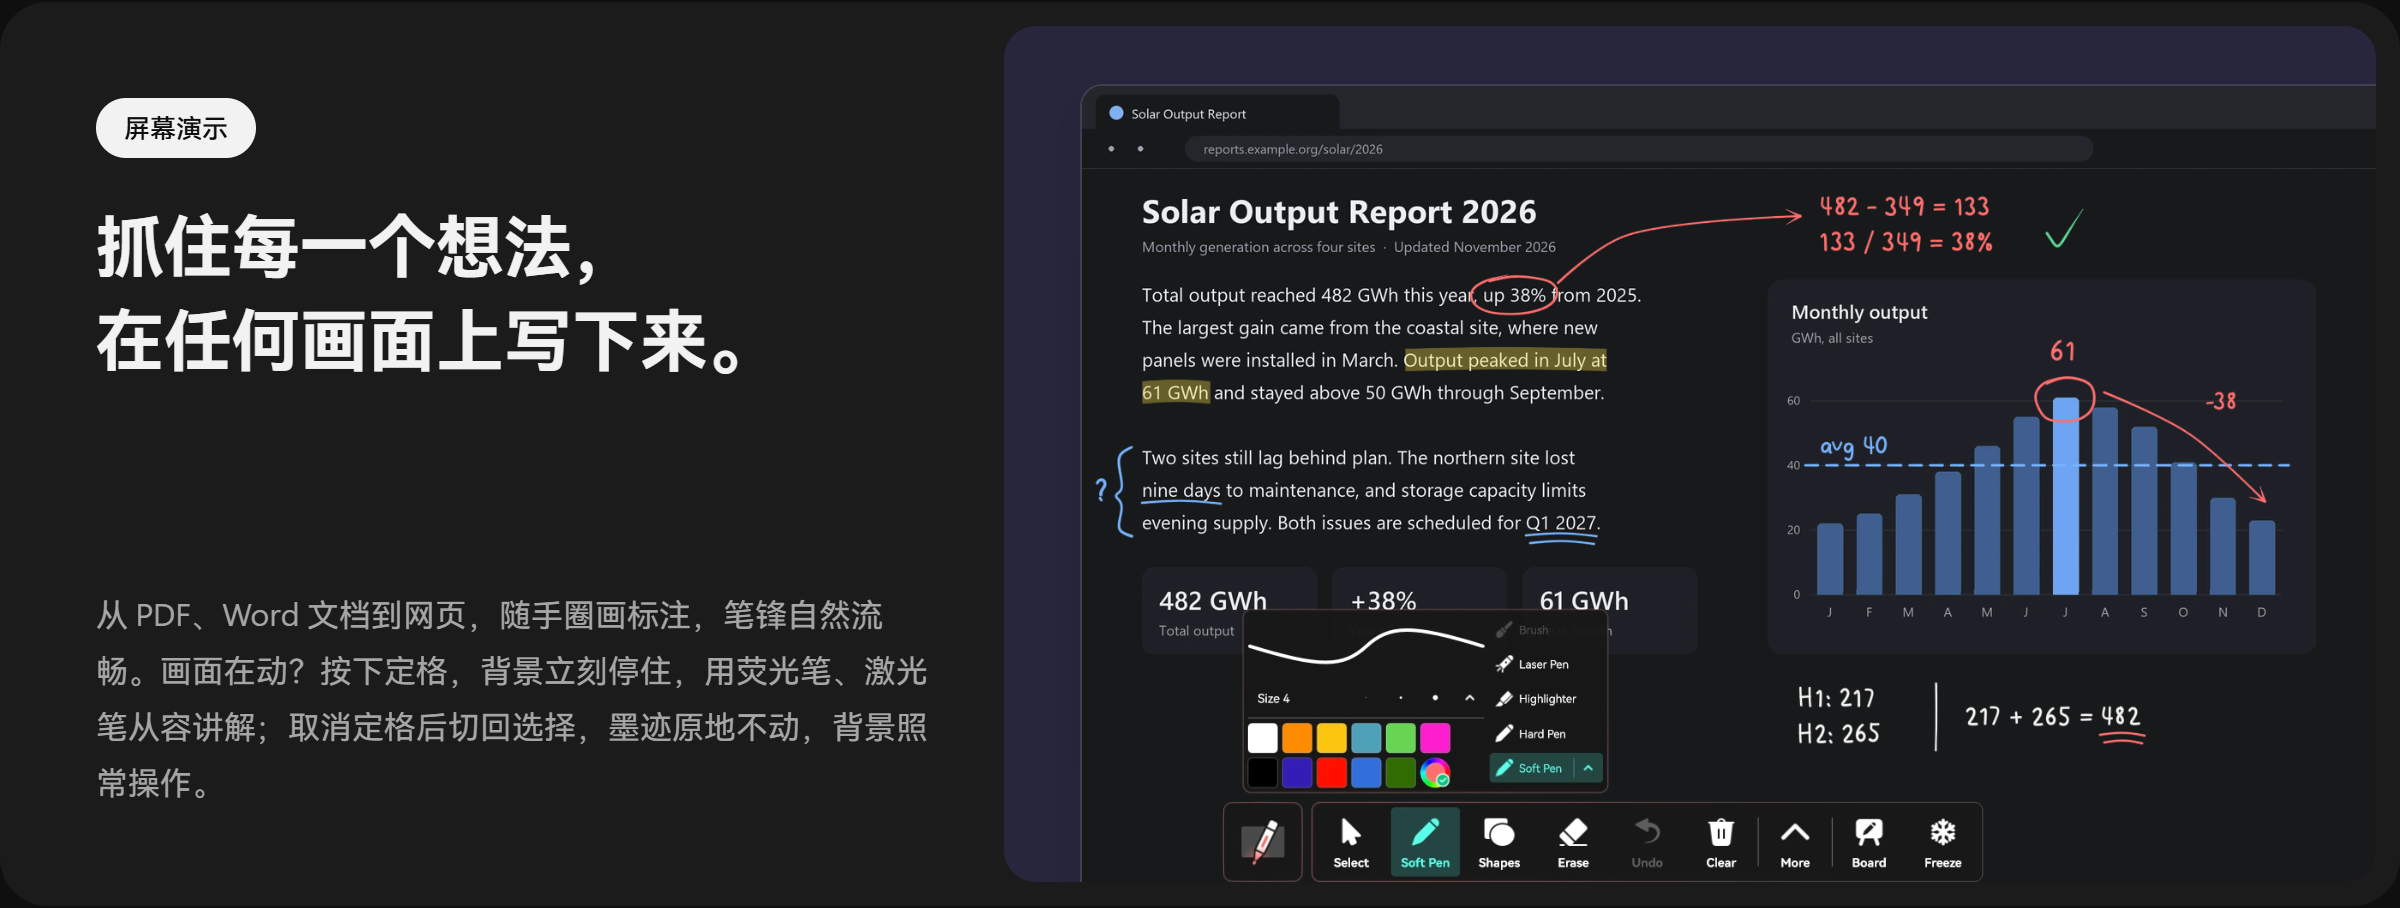 屏幕演示
抓住每一个想法，
在任何画面上写下来。
从 PDF、Word 文档到网页，随手圈画标注，笔锋自然流
畅。画面在动？按下定格，背景立刻停住，用荧光笔、激光
笔从容讲解；取消定格后切回选择，墨迹原地不动，背景照
常操作。
Solar Output Report
reports.example.org/solar/2026
Solar Output Report 2026
Monthly generation across four sites · Updated November 2026
482 - 349 = 133
133 / 349 = 38%
Total output reached 482 GWh this year, up 38% from 2025.
The largest gain came from the coastal site, where new
panels were installed in March. Output peaked in July at
61 GWh and stayed above 50 GWh through September.
?
Two sites still lag behind plan. The northern site lost
nine days to maintenance, and storage capacity limits
evening supply. Both issues are scheduled for Q1 2027.
482 GWh
Total output
+38%
61 GWh
Monthly output
GWh, all sites
61
-38
avg 40
60
40
20
0
J F M A M J J A S O N D
H1: 217
H2: 265
217 + 265 = 482
Size 4
Brush
Laser Pen
Highlighter
Hard Pen
Soft Pen
Select
Soft Pen
Shapes
Erase
Undo
Clear
More
Board
Freeze